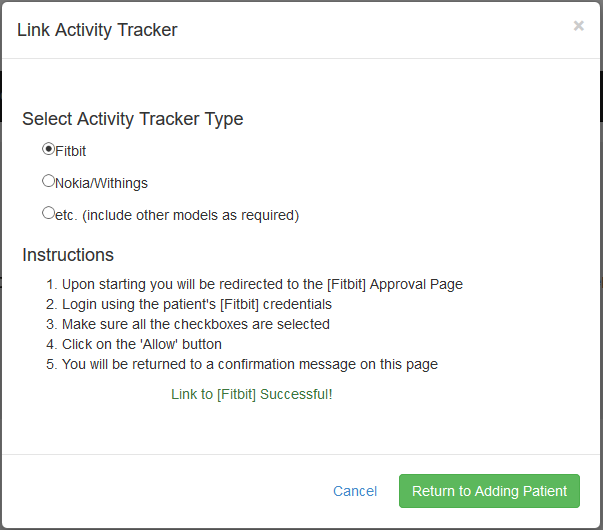 Link Activity Tracker
×
Select Activity Tracker Type
Fitbit
Nokia/Withings
etc. (include other models as required)
Instructions
1. Upon starting you will be redirected to the [Fitbit] Approval Page
2. Login using the patient's [Fitbit] credentials
3. Make sure all the checkboxes are selected
4. Click on the 'Allow' button
5. You will be returned to a confirmation message on this page
Link to [Fitbit] Successful!
Cancel
Return to Adding Patient